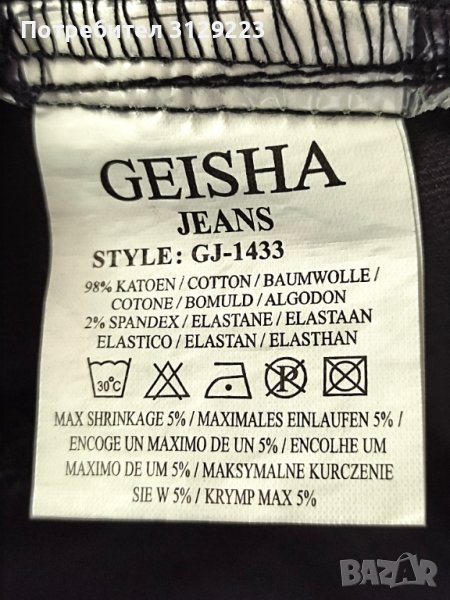 Потребител 3129223
GEISHA
JEANS
STYLE: GJ-1433
98% KATOEN / COTTON / BAUMWOLLE /
COTONE / BOMULD / ALGODON
2% SPANDEX / ELASTANE / ELASTAAN
ELASTICO / ELASTAN / ELASTHAN
30°C P
MAX SHRINKAGE 5% / MAXIMALES EINLAUFEN 5% /
ENCOGE UN MAXIMO DE UN 5% / ENCOLHE UM
MAXIMO DE UM 5% / MAKSYMALNE KURCZENIE
SIE W 5% / KRYMP MAX 5%
BAZAR